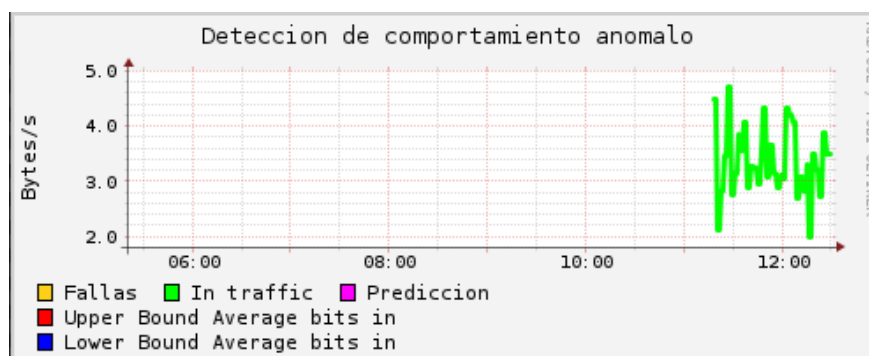 Deteccion de comportamiento anomalo
Bytes/s
5.0
4.0
3.0
2.0
06:00 08:00 10:00 12:00
Fallas In traffic Prediccion
Upper Bound Average bits in
Lower Bound Average bits in